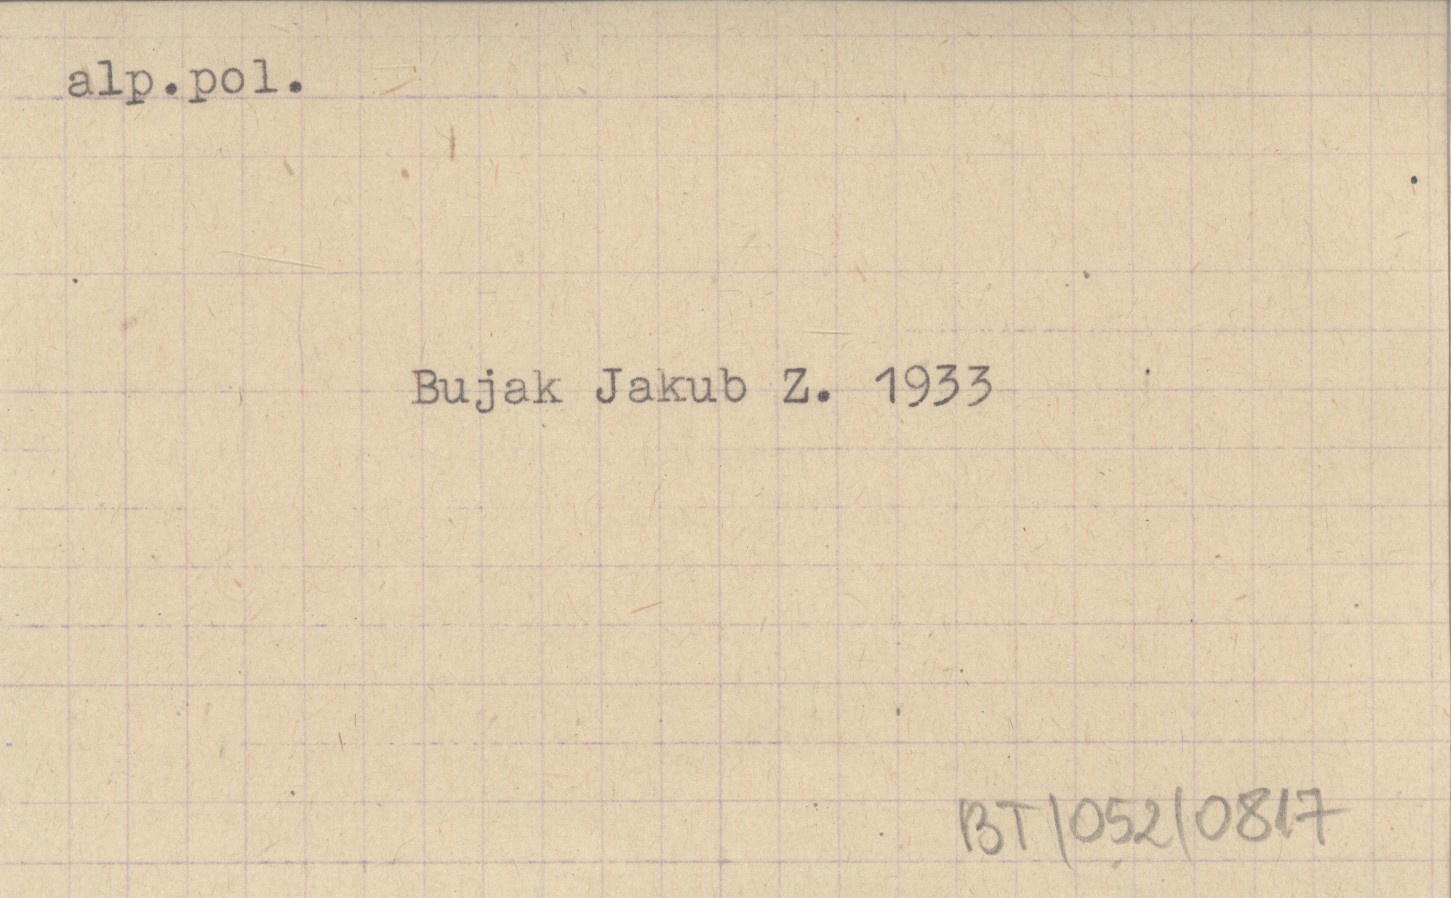 alp.pol.
Bujak Jakub Z. 1933
BT/052/0817